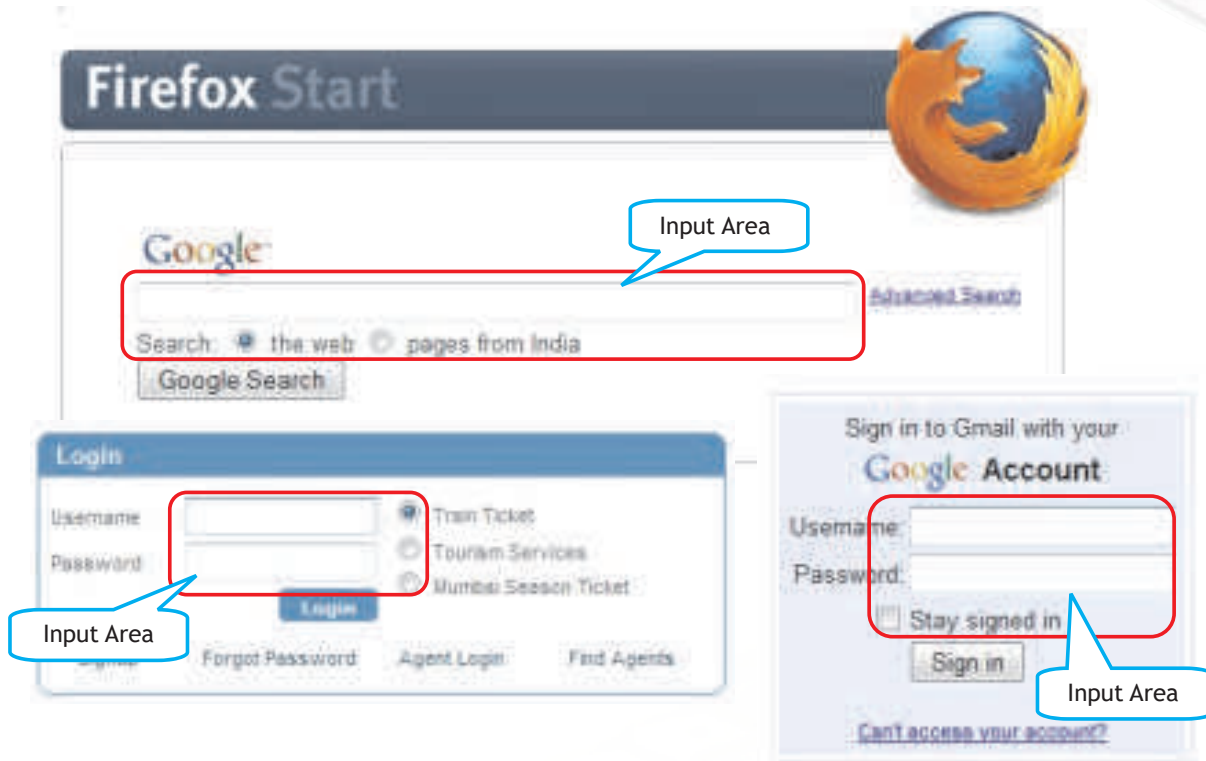 Firefox Start
Input Area
Google
Advanced Search
Search: the web pages from India
Google Search
Login
Username
Train Ticket
Password
Tourism Services
Mumbai Season Ticket
Login
Input Area
Forgot Password Agent Login Find Agents
Sign in to Gmail with your
Google Account
Username:
Password:
Stay signed in
Sign in
Input Area
Can't access your account?